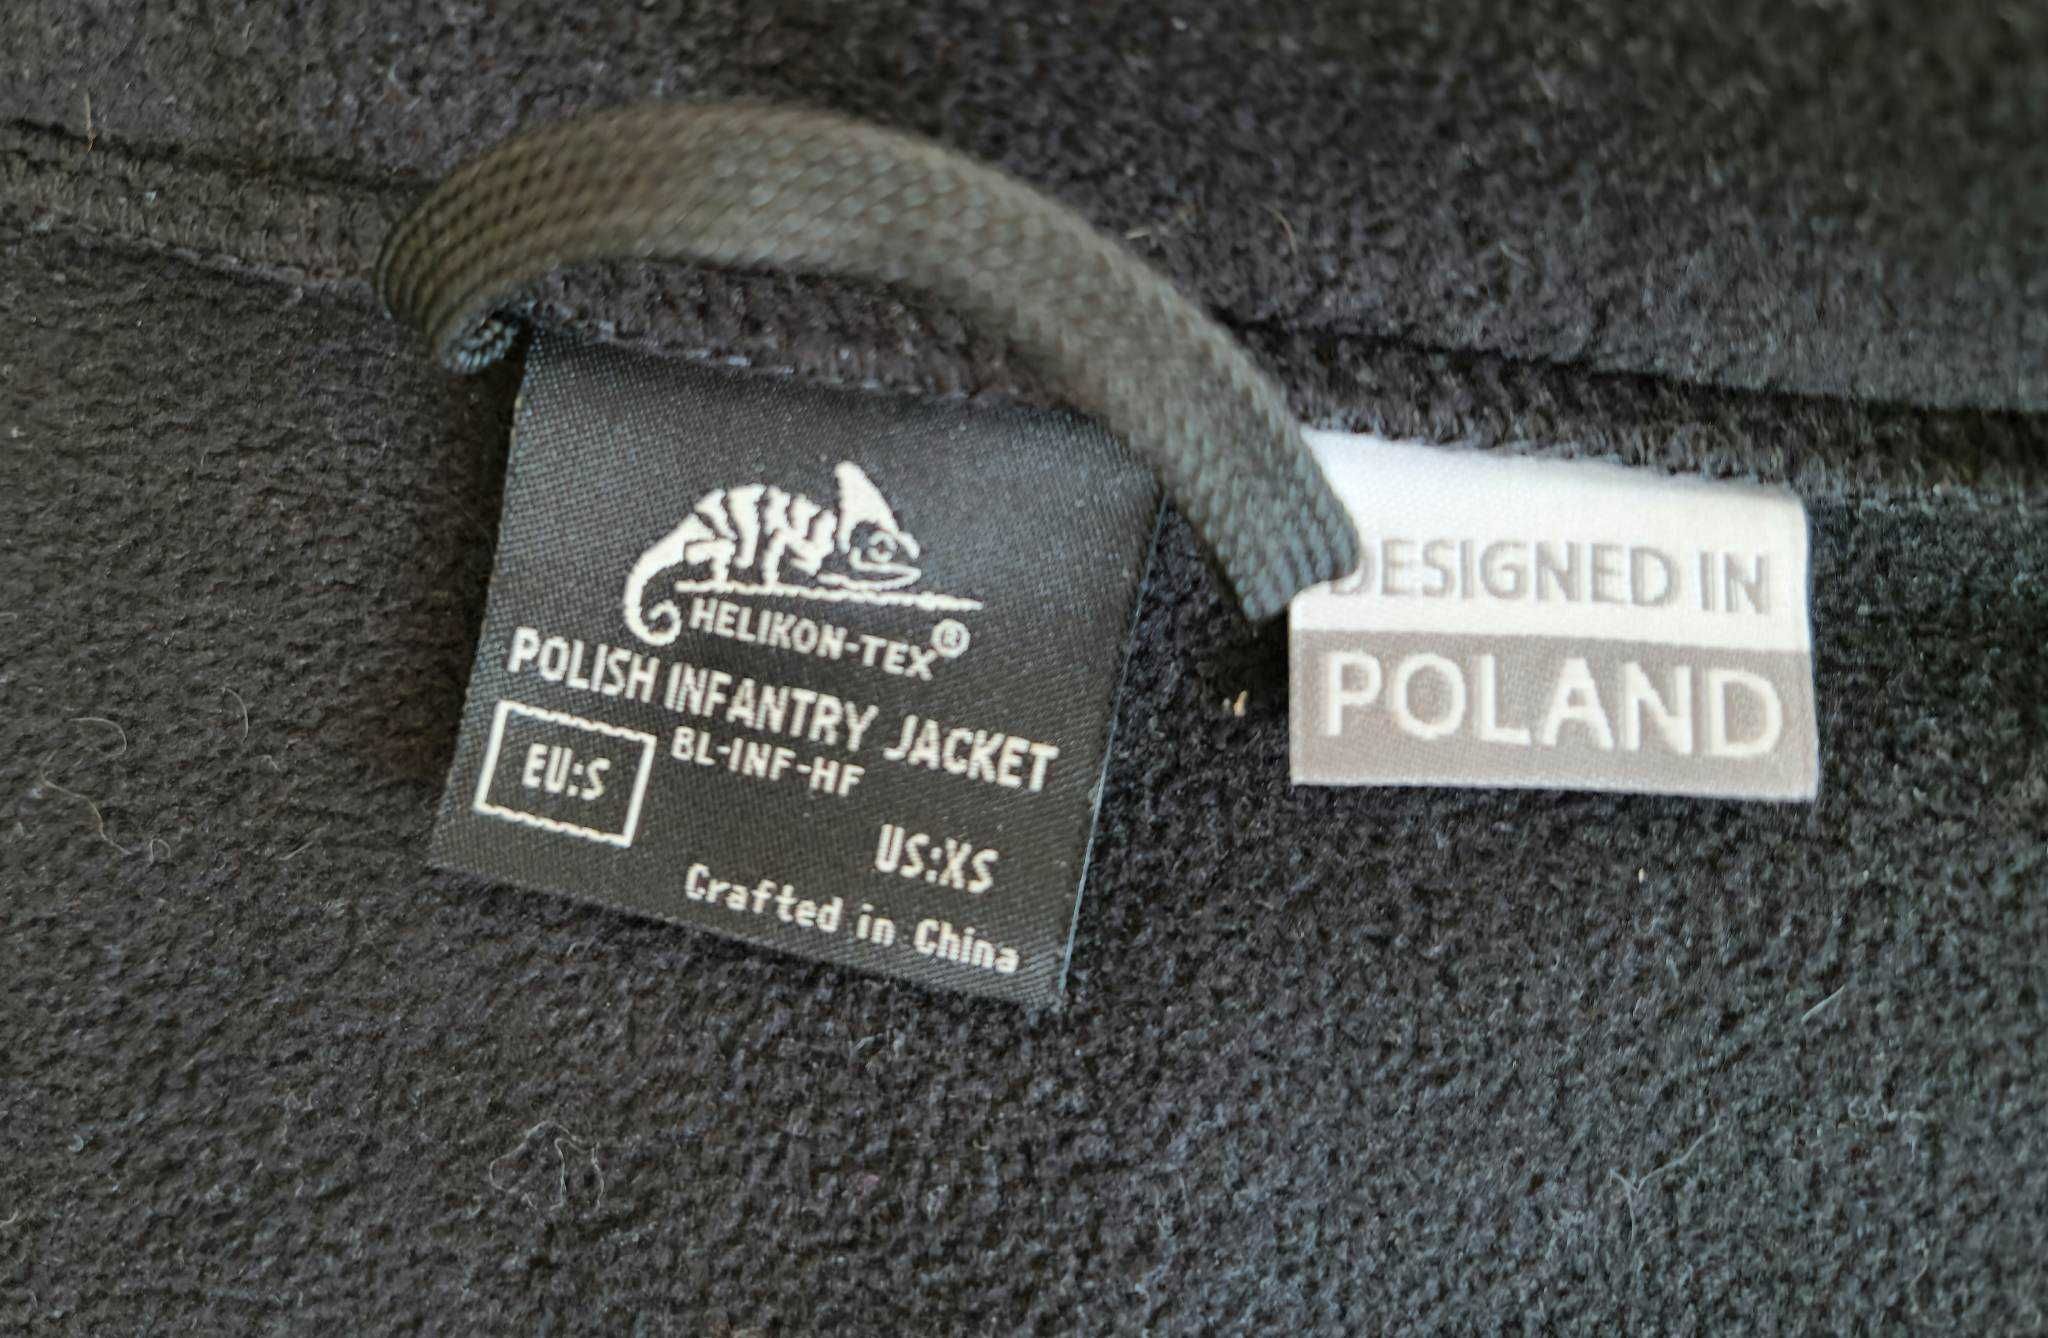 HELIKON-TEX®
POLISH INFANTRY JACKET
BL-INF-HF
EU:S
US:XS
Crafted in China
DESIGNED IN
POLAND